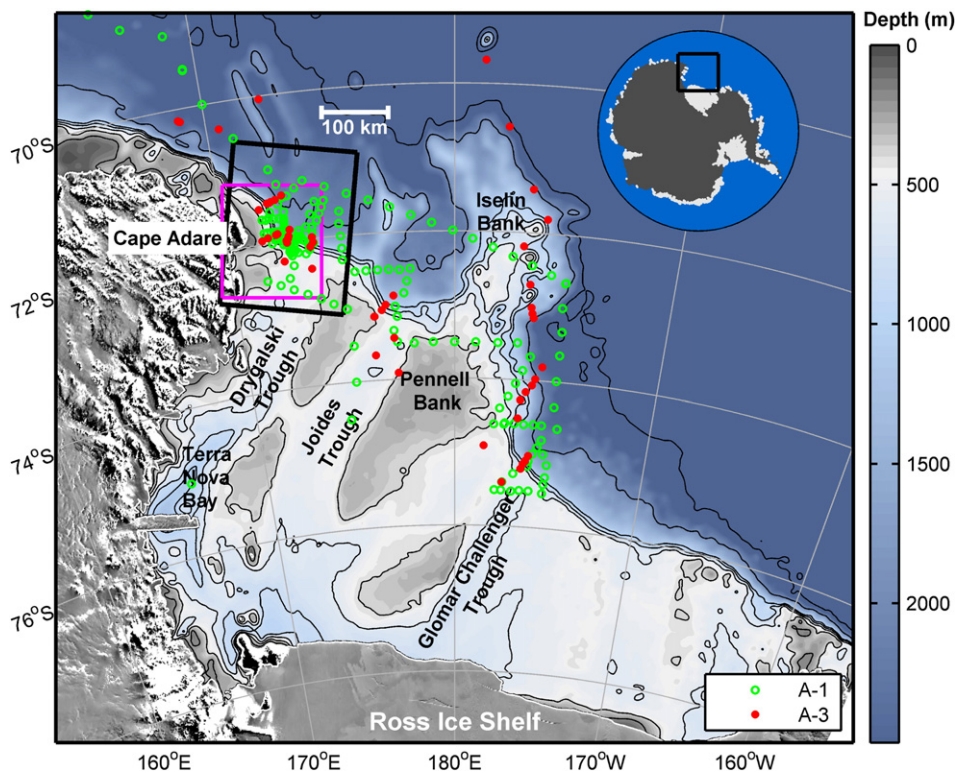 Depth (m)
0
500
1000
1500
2000
100 km
70°S
72°S
74°S
76°S
Iselin
Bank
Cape Adare
Drygalski
Trough
Joides
Trough
Pennell
Bank
Terra
Nova
Bay
Glomar Challenger
Trough
Ross Ice Shelf
A-1
A-3
160°E
170°E
180°W
170°W
160°W